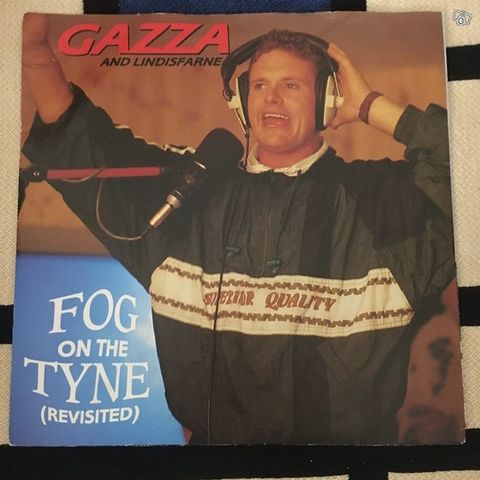 GAZZA
AND LINDISFARNE
SUPERIOR QUALITY
FOG
ON THE
TYNE
(REVISITED)